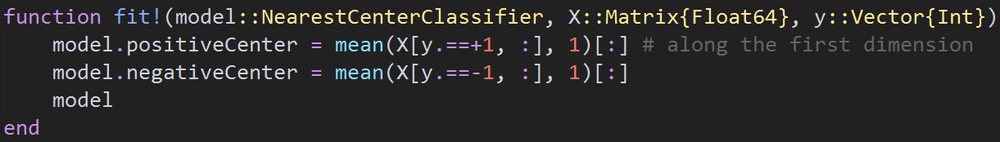 function fit!(model::NearestCenterClassifier, X::Matrix{Float64}, y::Vector{Int})
    model.positiveCenter = mean(X[y.==+1, :], 1)[:] # along the first dimension
    model.negativeCenter = mean(X[y.==-1, :], 1)[:]
    model
end